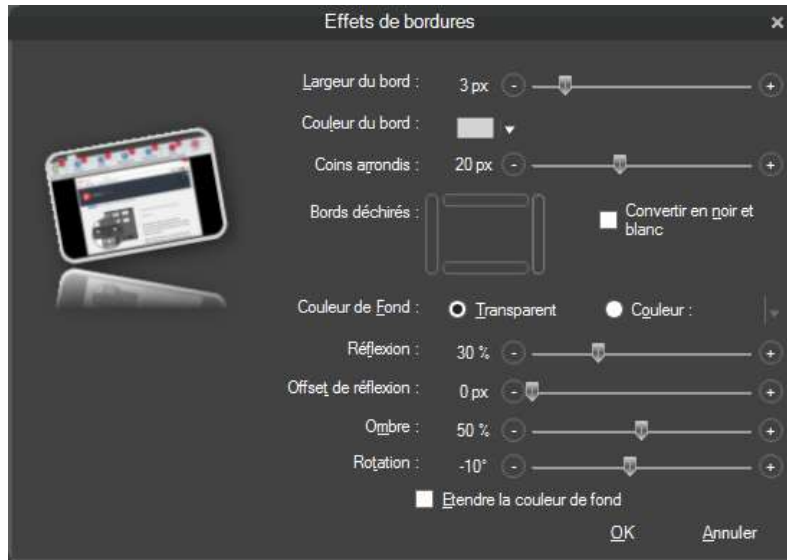 Effets de bordures
Largeur du bord : 3 px
Couleur du bord :
Coins arrondis : 20 px
Bords déchirés : Convertir en noir et
blanc
Couleur de Fond : Transparent Couleur :
Réflexion : 30 %
Offset de réflexion : 0 px
Ombre : 50 %
Rotation : -10°
Etendre la couleur de fond
OK Annuler